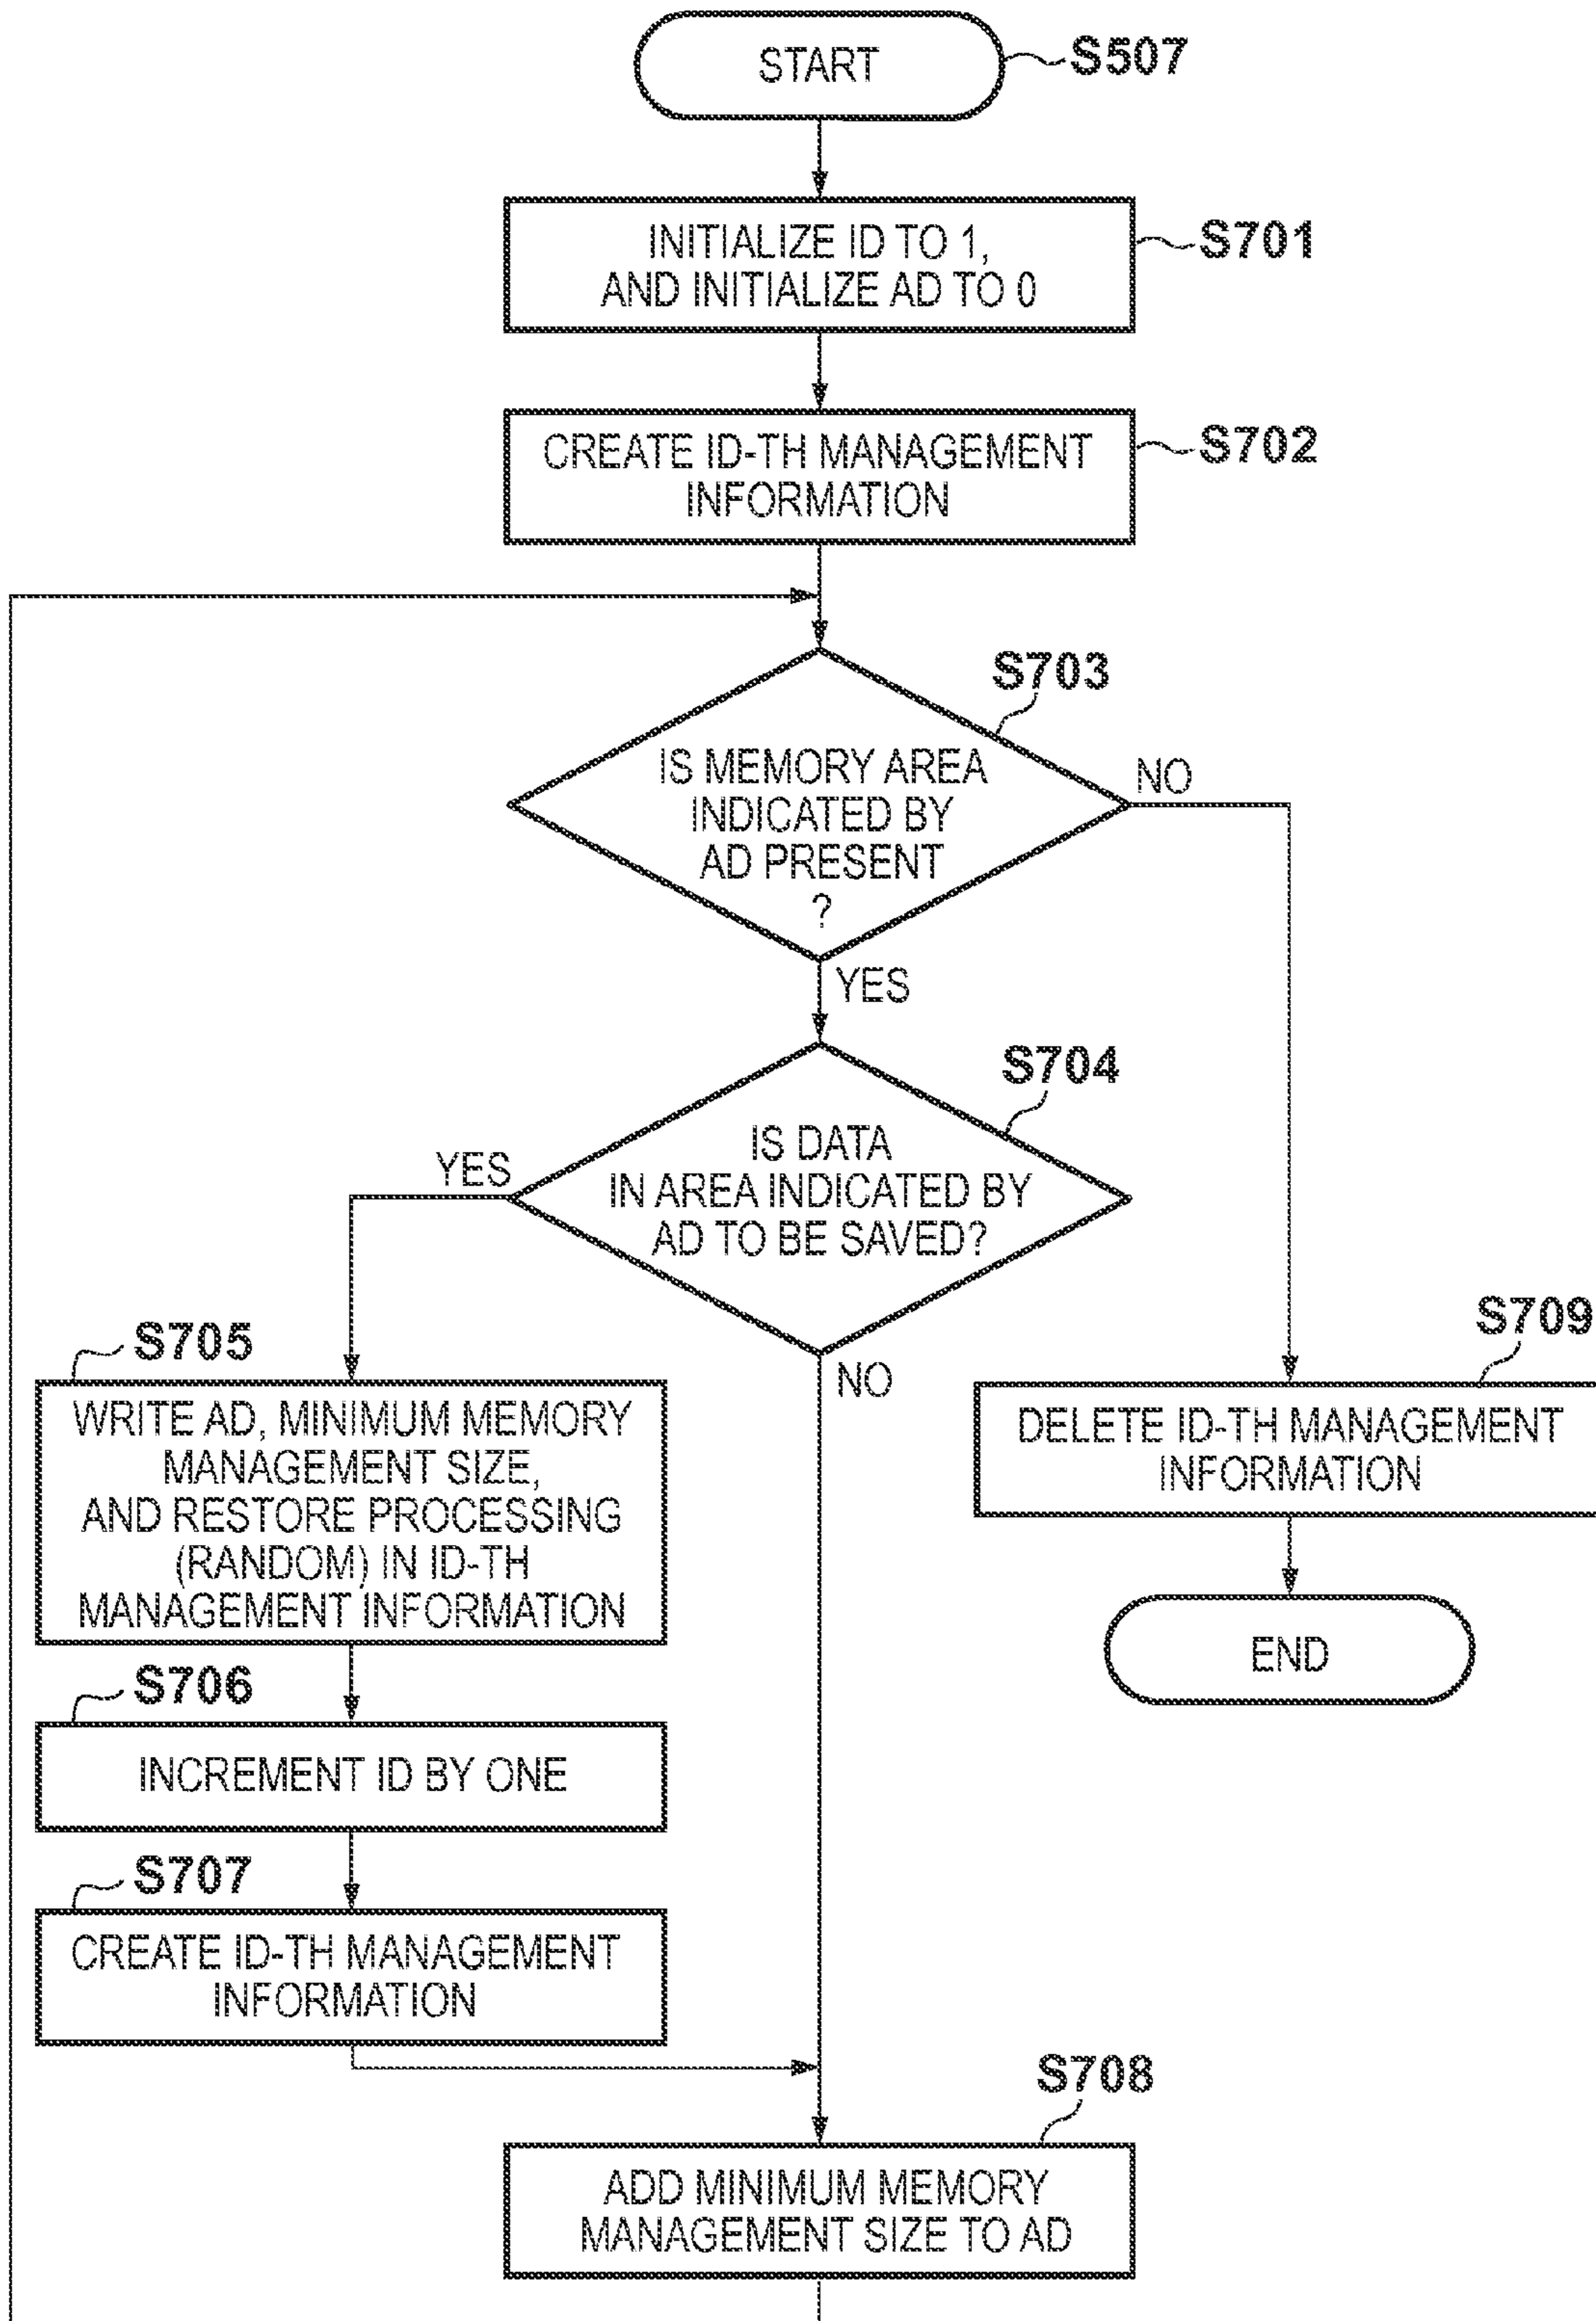 START
S507
INITIALIZE ID TO 1,
AND INITIALIZE AD TO 0
S701
CREATE ID-TH MANAGEMENT
INFORMATION
S702
S703
IS MEMORY AREA
INDICATED BY
AD PRESENT
?
NO
YES
S704
IS DATA
IN AREA INDICATED BY
AD TO BE SAVED?
YES
NO
S705
WRITE AD, MINIMUM MEMORY
MANAGEMENT SIZE,
AND RESTORE PROCESSING
(RANDOM) IN ID-TH
MANAGEMENT INFORMATION
S709
DELETE ID-TH MANAGEMENT
INFORMATION
END
S706
INCREMENT ID BY ONE
S707
CREATE ID-TH MANAGEMENT
INFORMATION
S708
ADD MINIMUM MEMORY
MANAGEMENT SIZE TO AD